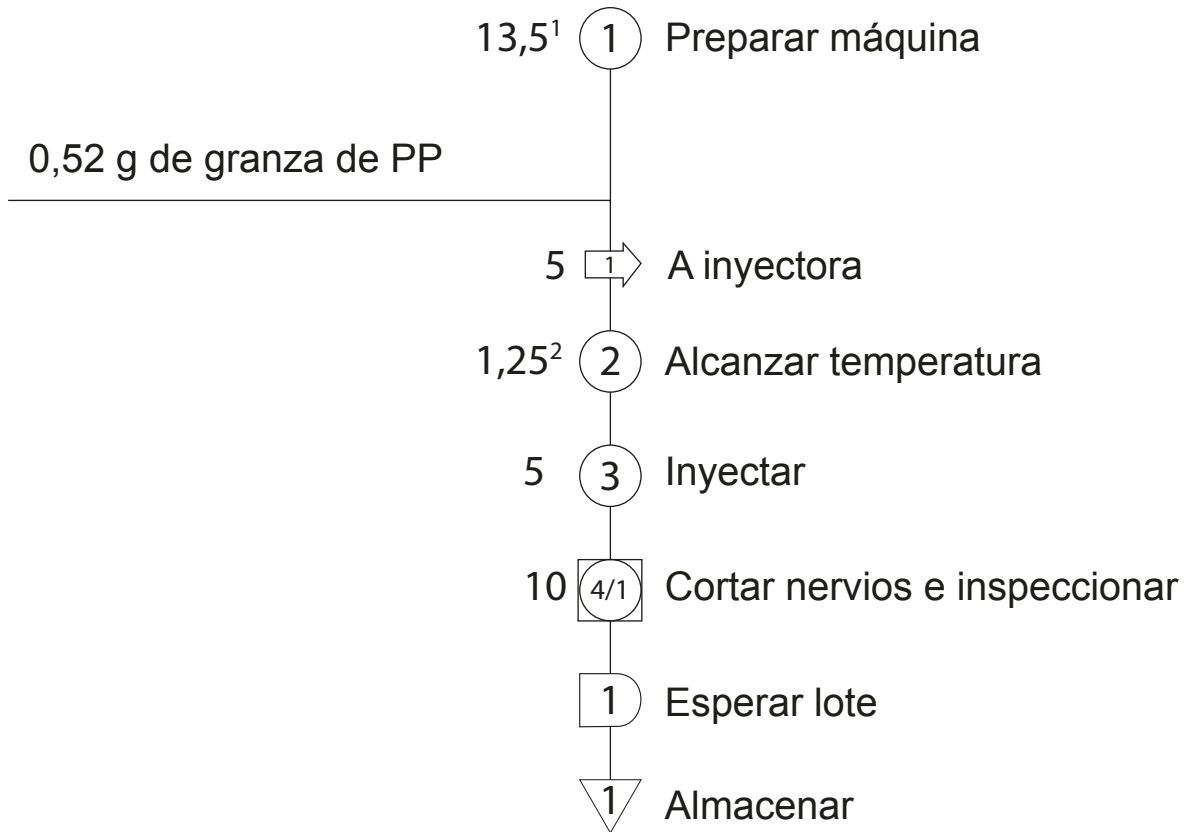 13,5¹ 1 Preparar máquina
0,52 g de granza de PP
5 1 A inyectora
1,25² 2 Alcanzar temperatura
5 3 Inyectar
10 4/1 Cortar nervios e inspeccionar
1 Esperar lote
1 Almacenar